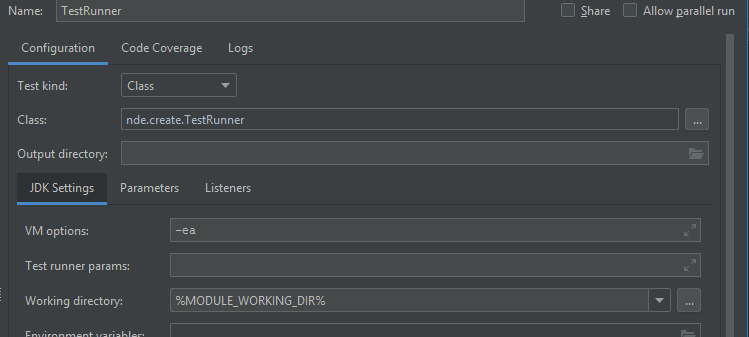 Name: TestRunner Share Allow parallel run
Configuration Code Coverage Logs
Test kind: Class
Class: nde.create.TestRunner ...
Output directory:
JDK Settings Parameters Listeners
VM options: -ea
Test runner params:
Working directory: %MODULE_WORKING_DIR% ...
Environment variables: